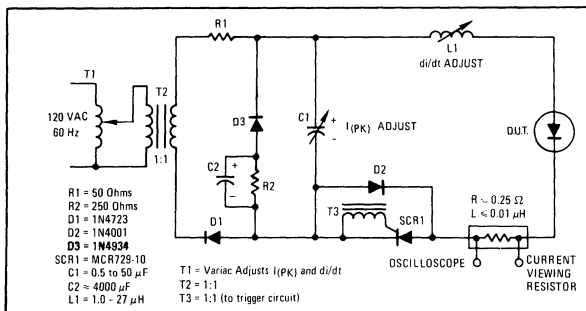 R1
L1
di/dt ADJUST
T1
T2
120 VAC
60 Hz
1:1
D3
C1
+
-
I(PK) ADJUST
D.U.T.
C2
+
-
R2
D2
T3
SCR1
D1
R ≈ 0.25 Ω
L ≤ 0.01 μH
OSCILLOSCOPE
CURRENT
VIEWING
RESISTOR
R1 = 50 Ohms
R2 = 250 Ohms
D1 = 1N4723
D2 = 1N4001
D3 = 1N4934
SCR1 = MCR729-10
C1 = 0.5 to 50 μF
C2 ≈ 4000 μF
L1 = 1.0 - 27 μH
T1 = Variac Adjusts I(PK) and di/dt
T2 = 1:1
T3 = 1:1 (to trigger circuit)